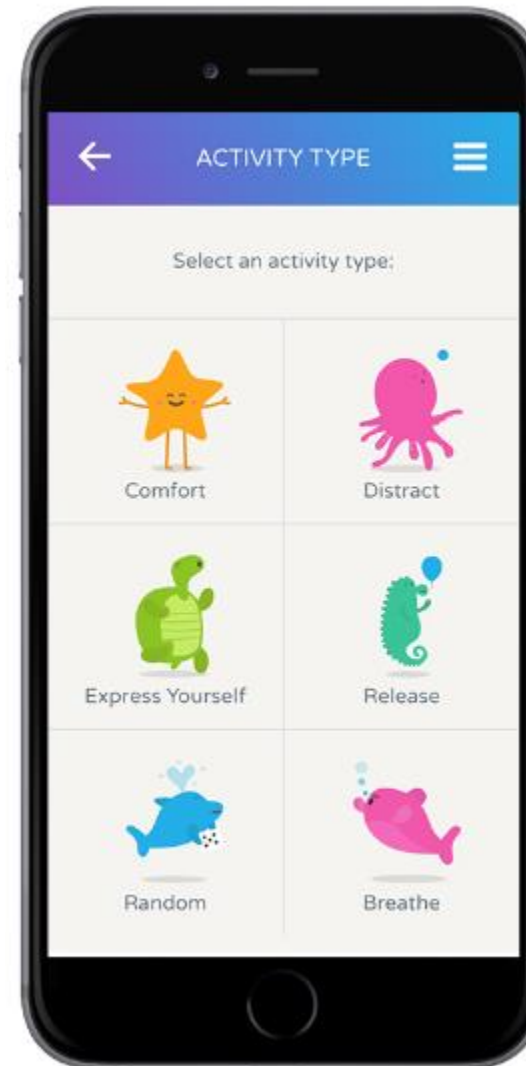 ACTIVITY TYPE
Select an activity type:
Comfort
Distract
Express Yourself
Release
Random
Breathe